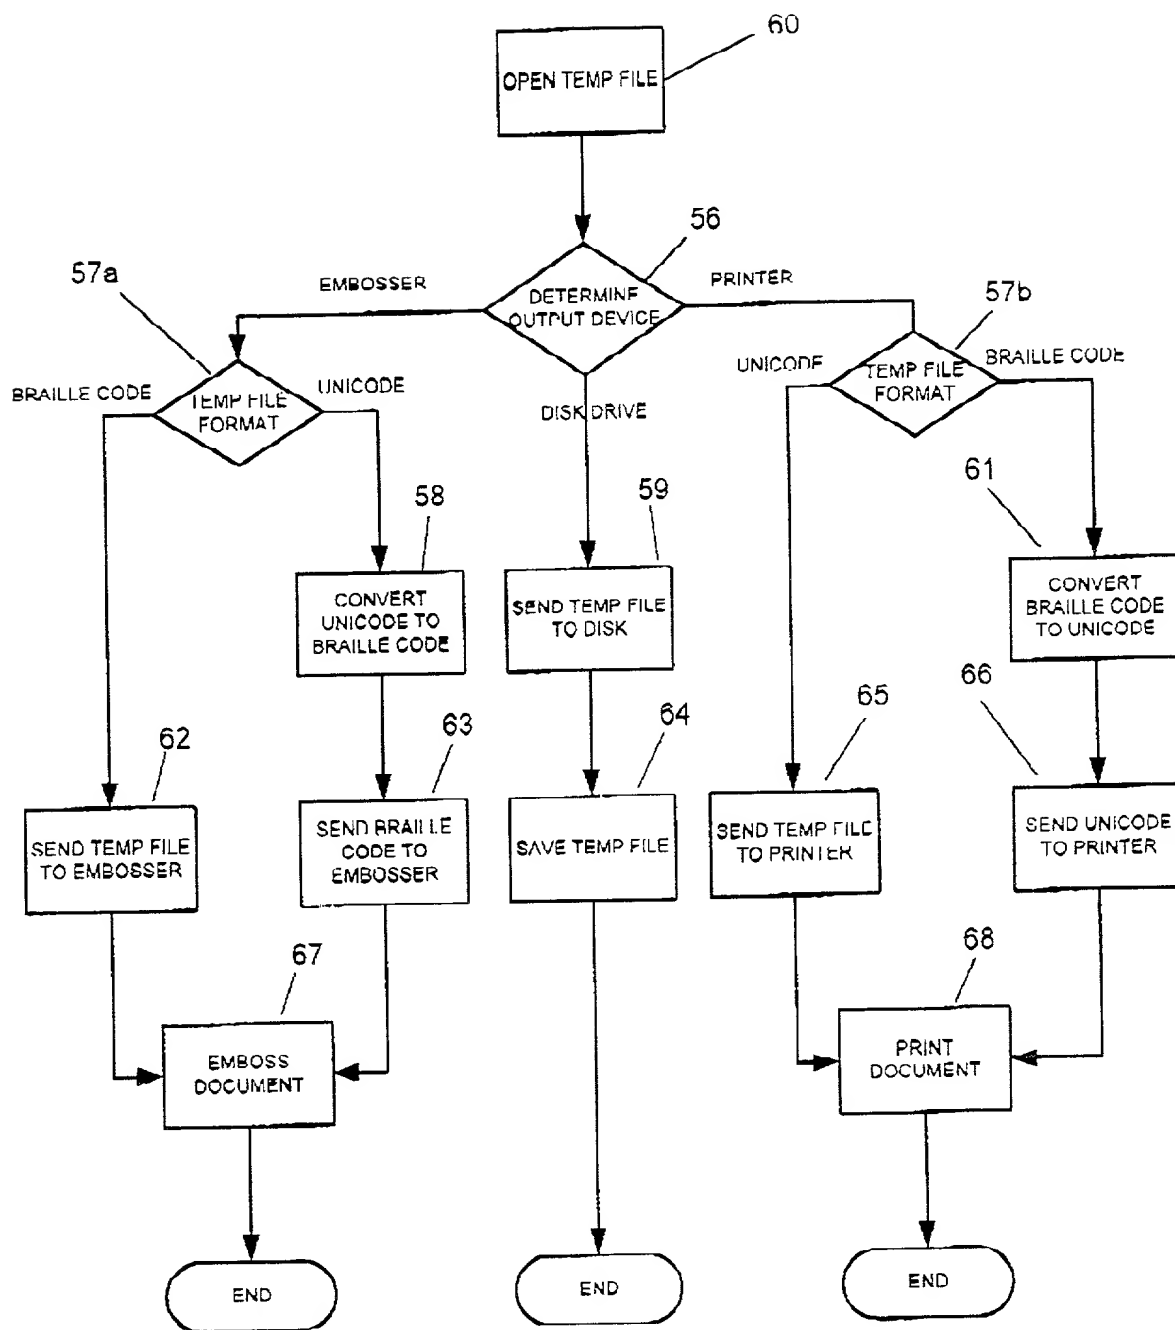 60
OPEN TEMP FILE
56
57a
EMBOSSER
PRINTER
DETERMINE
OUTPUT DEVICE
57b
UNICODE
BRAILLE CODE
TEMP FILE
FORMAT
BRAILLE CODE
UNICODE
TEMP FILE
FORMAT
DISK DRIVE
58
59
61
CONVERT
UNICODE TO
BRAILLE CODE
SEND TEMP FILE
TO DISK
CONVERT
BRAILLE CODE
TO UNICODE
62
63
64
65
66
SEND TEMP FILE
TO EMBOSSER
SEND BRAILLE
CODE TO
EMBOSSER
SAVE TEMP FILE
SEND TEMP FILE
TO PRINTER
SEND UNICODE
TO PRINTER
67
68
EMBOSS
DOCUMENT
PRINT
DOCUMENT
END
END
END